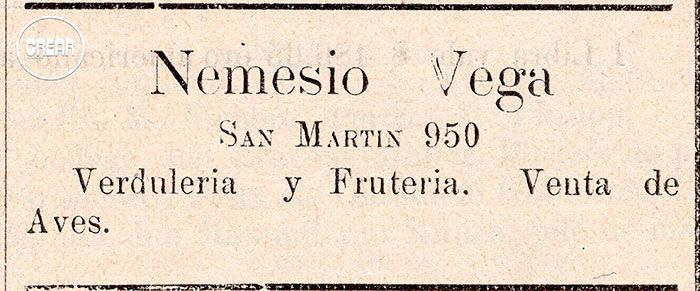 CREAR
Nemesio Vega
SAN MARTIN 950
Verduleria y Fruteria. Venta de
Aves.